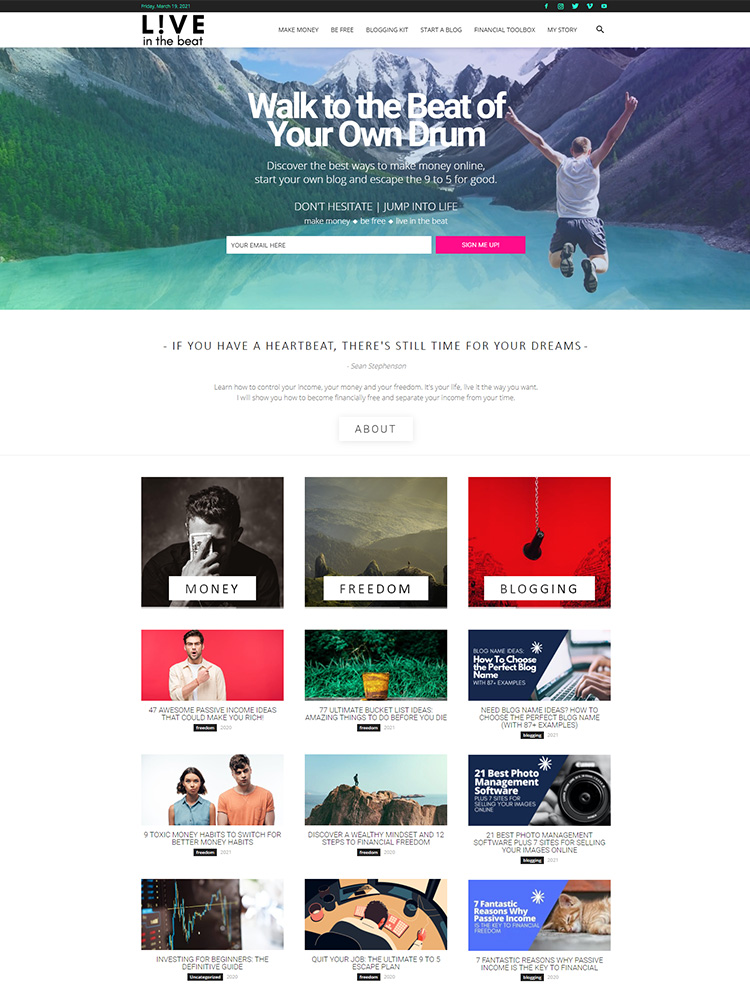 Friday, March 19, 2021
L!VE
in the beat
MAKE MONEY
BE FREE
BLOGGING KIT
START A BLOG
FINANCIAL TOOLBOX
MY STORY
Walk to the Beat of
Your Own Drum
Discover the best ways to make money online,
start your own blog and escape the 9 to 5 for good.
DON'T HESITATE | JUMP INTO LIFE
make money ◆ be free ◆ live in the beat
YOUR EMAIL HERE
SIGN ME UP!
- IF YOU HAVE A HEARTBEAT, THERE'S STILL TIME FOR YOUR DREAMS -
- Sean Stephenson
Learn how to control your income, your money and your freedom. It's your life, live it the way you want.
I will show you how to become financially free and separate your income from your time.
ABOUT
MONEY
FREEDOM
BLOGGING
47 AWESOME PASSIVE INCOME IDEAS
THAT COULD MAKE YOU RICH!
freedom 2020
77 ULTIMATE BUCKET LIST IDEAS:
AMAZING THINGS TO DO BEFORE YOU DIE
freedom 2021
BLOG NAME IDEAS:
How To Choose
the Perfect Blog
Name
WITH 87+ EXAMPLES
NEED BLOG NAME IDEAS? HOW TO
CHOOSE THE PERFECT BLOG NAME
(WITH 87+ EXAMPLES)
blogging 2021
9 TOXIC MONEY HABITS TO SWITCH FOR
BETTER MONEY HABITS
freedom 2021
DISCOVER A WEALTHY MINDSET AND 12
STEPS TO FINANCIAL FREEDOM
freedom 2020
21 Best Photo
Management
Software
PLUS 7 SITES FOR
SELLING YOUR IMAGES
ONLINE
21 BEST PHOTO MANAGEMENT
SOFTWARE PLUS 7 SITES FOR SELLING
YOUR IMAGES ONLINE
blogging 2021
INVESTING FOR BEGINNERS: THE
DEFINITIVE GUIDE
Uncategorized 2020
QUIT YOUR JOB: THE ULTIMATE 9 TO 5
ESCAPE PLAN
freedom 2020
7 Fantastic
Reasons Why
Passive Income
IS THE KEY TO FINANCIAL
FREEDOM
7 FANTASTIC REASONS WHY PASSIVE
INCOME IS THE KEY TO FINANCIAL
blogging 2020